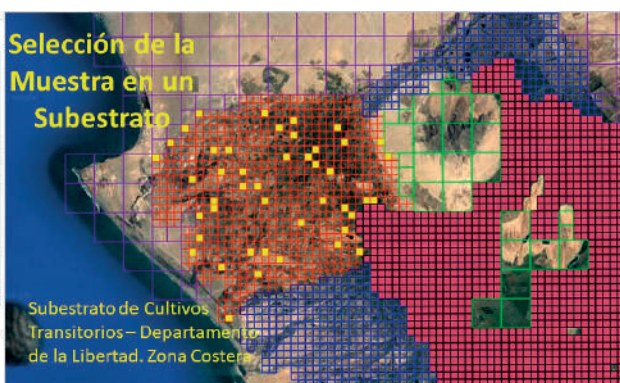 Selección de la
Muestra en un
Subestrato
Subestrato de Cultivos
Transitorios – Departamento
de la Libertad. Zona Costera